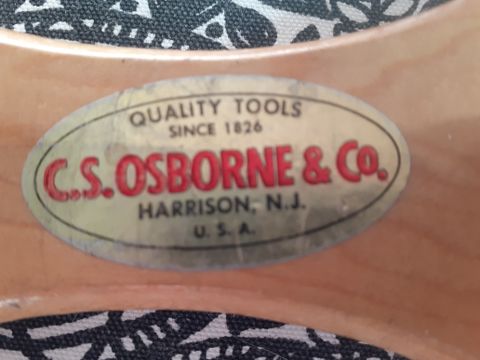 QUALITY TOOLS
SINCE 1826
C.S. OSBORNE & CO.
HARRISON, N.J.
U. S. A.